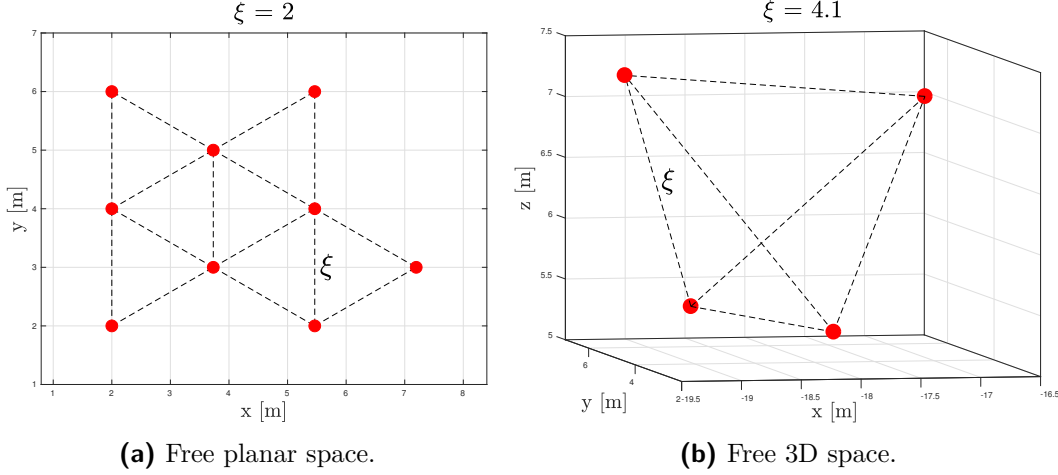 ξ = 2
7
6
5
4
3
2
1
y [m]
ξ
1 2 3 4 5 6 7 8
x [m]
(a) Free planar space.
ξ = 4.1
7.5
7
6.5
6
5.5
5
z [m]
ξ
6
4
2
y [m]
-19.5 -19 -18.5 -18 -17.5 -17 -16.5
x [m]
(b) Free 3D space.